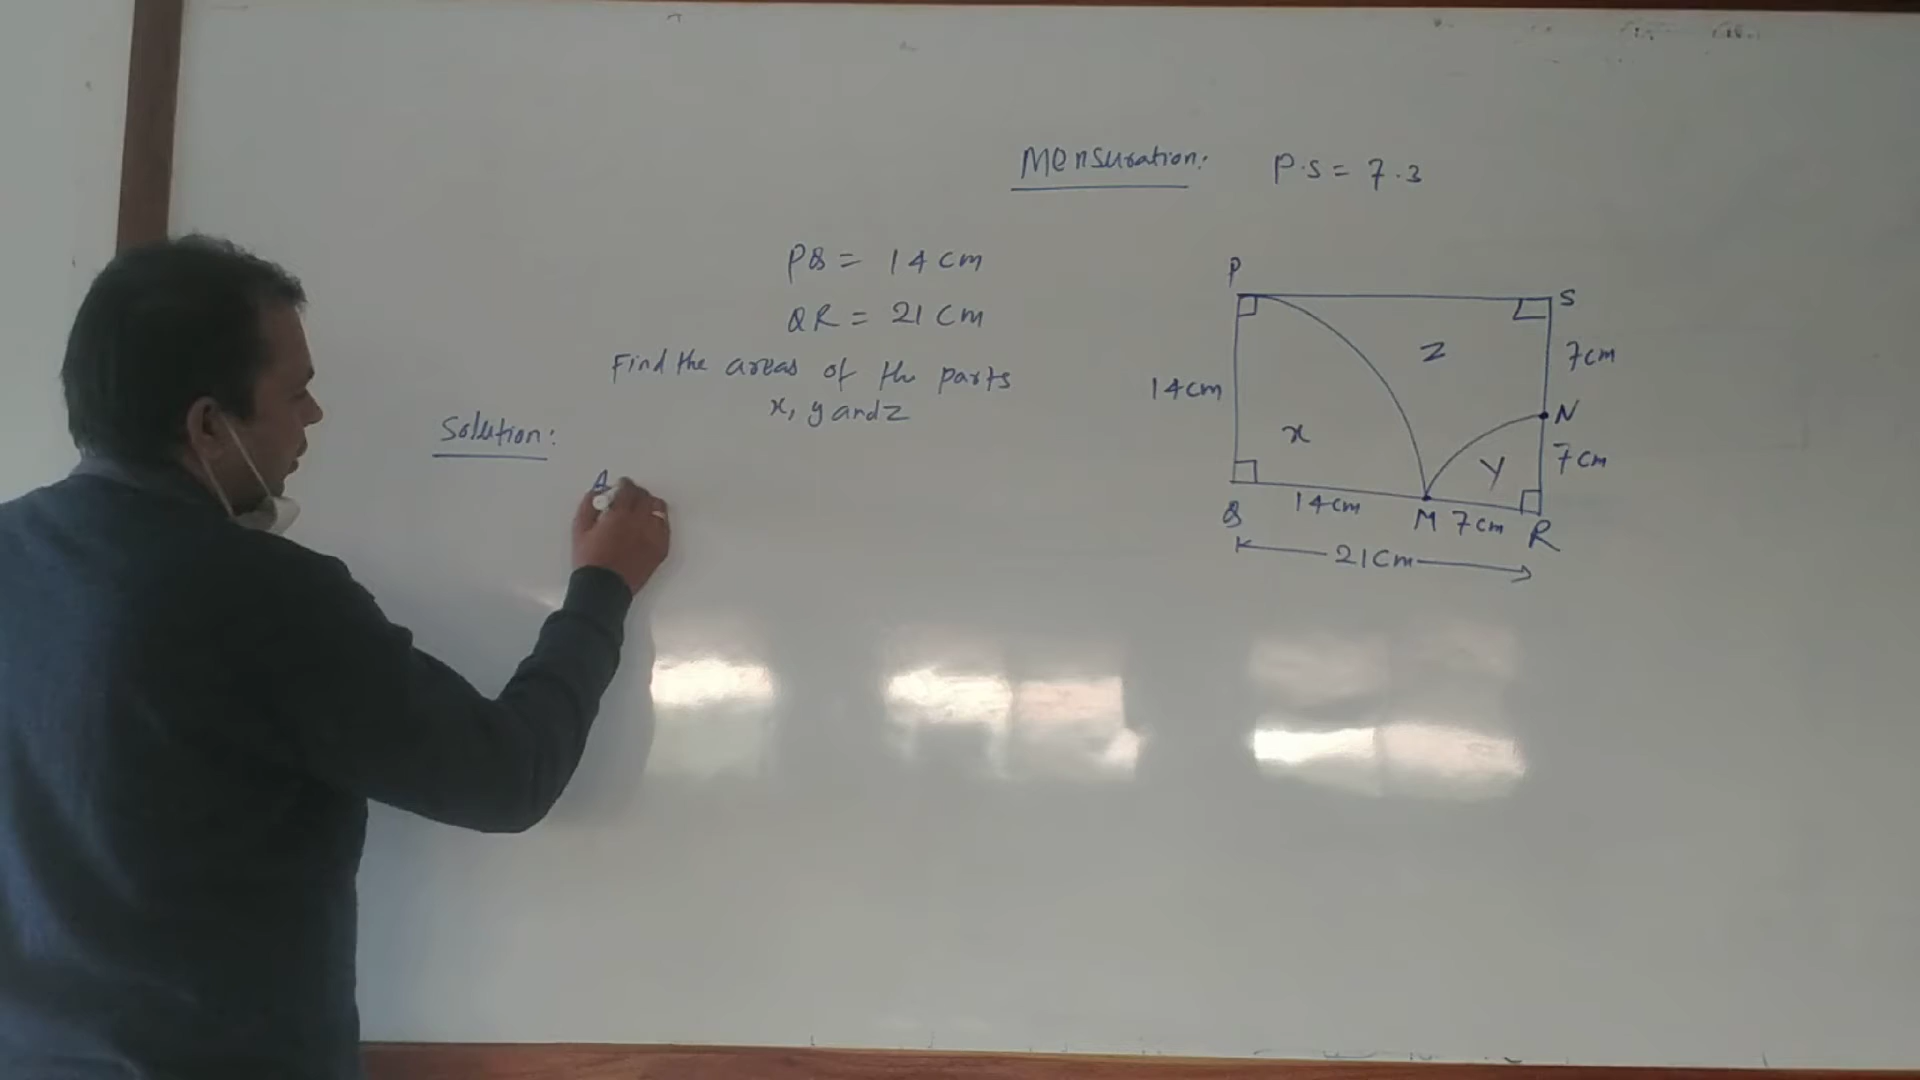 Mensuration: P.S = 7.3
PQ = 14 cm
QR = 21 cm
Find the areas of the parts
x, y and z
Solution:
A
P
S
z
7cm
14cm
N
x
y
7cm
Q
14cm
M
7cm
R
21cm